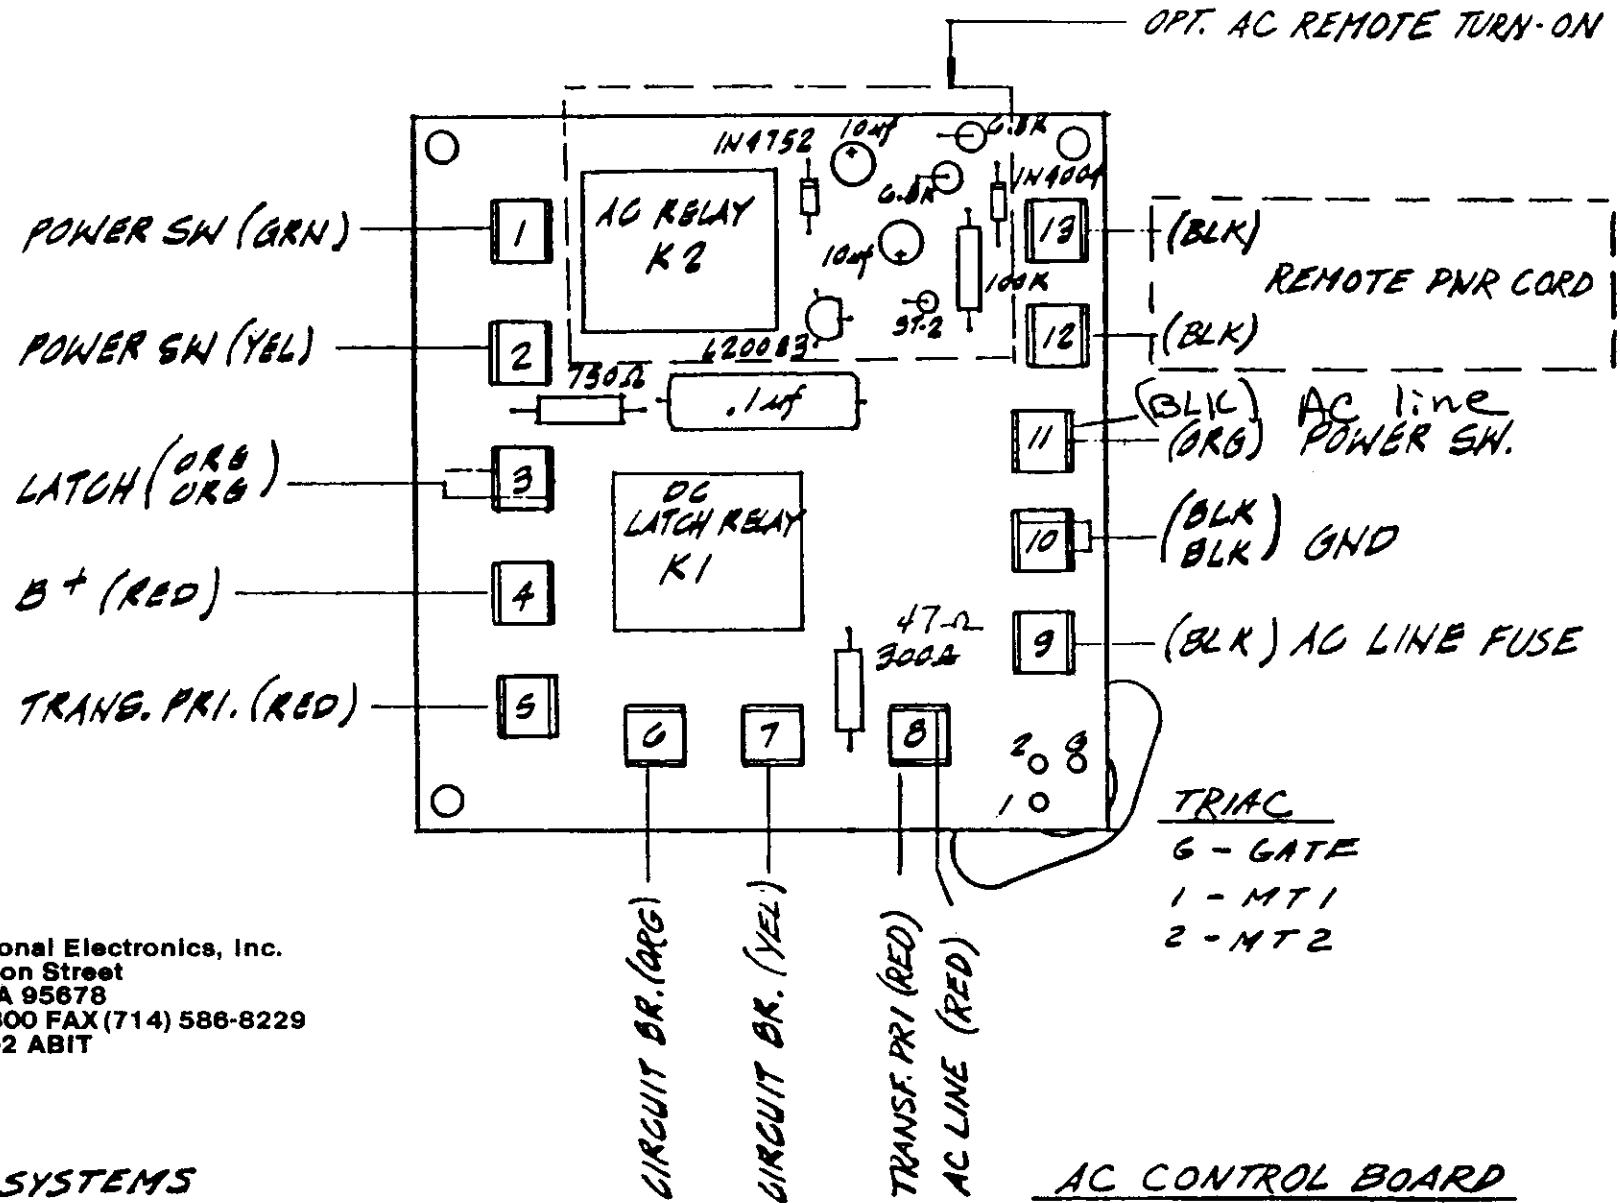 OPT. AC REMOTE TURN-ON
1N4752
10uf
6.8K
6.8K
1N4004
AC RELAY
K2
10uf
100K
ST-2
620083
750Ω
.1uf
POWER SW (GRN)
1
POWER SW (YEL)
2
LATCH (ORG
ORG)
3
B+ (RED)
4
TRANS. PRI. (RED)
5
DC
LATCH RELAY
K1
47Ω
300Ω
6
7
8
13
(BLK)
REMOTE PWR CORD
12
(BLK)
11
(BLK) AC line
(ORG) POWER SW.
10
(BLK
BLK) GND
9
(BLK) AC LINE FUSE
2 G
1
TRIAC
G - GATE
1 - MT1
2 - MT2
CIRCUIT BR. (ORG)
CIRCUIT BR. (YEL)
TRANSF. PRI (RED)
AC LINE (RED)
onal Electronics, Inc.
on Street
A 95678
300 FAX (714) 586-8229
-2 ABIT
SYSTEMS
AC CONTROL BOARD